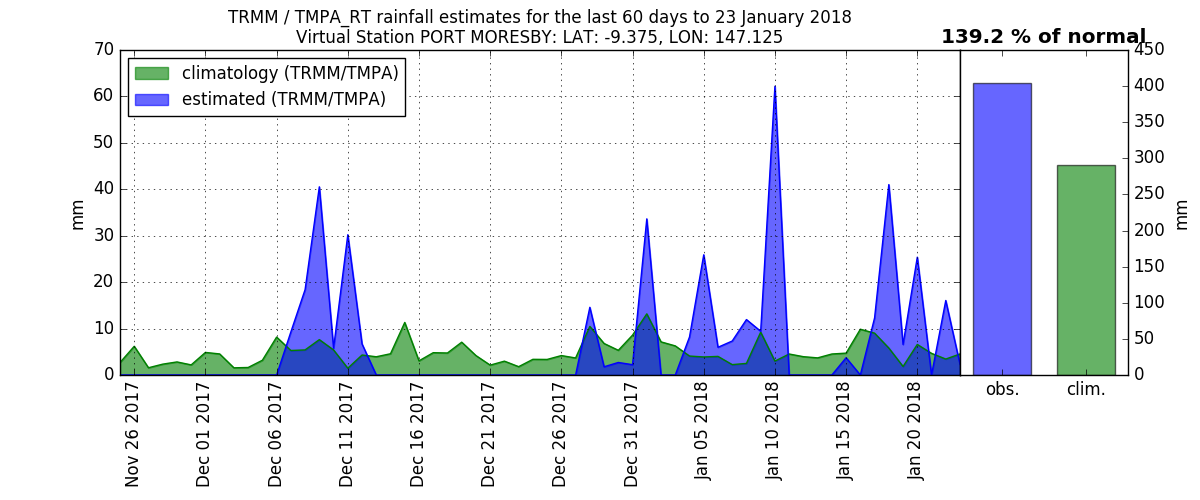 TRMM / TMPA_RT rainfall estimates for the last 60 days to 23 January 2018
Virtual Station PORT MORESBY: LAT: -9.375, LON: 147.125
139.2 % of normal
climatology (TRMM/TMPA)
estimated (TRMM/TMPA)
mm
70
60
50
40
30
20
10
0
Nov 26 2017
Dec 01 2017
Dec 06 2017
Dec 11 2017
Dec 16 2017
Dec 21 2017
Dec 26 2017
Dec 31 2017
Jan 05 2018
Jan 10 2018
Jan 15 2018
Jan 20 2018
obs.
clim.
450
400
350
300
250
200
150
100
50
0
mm